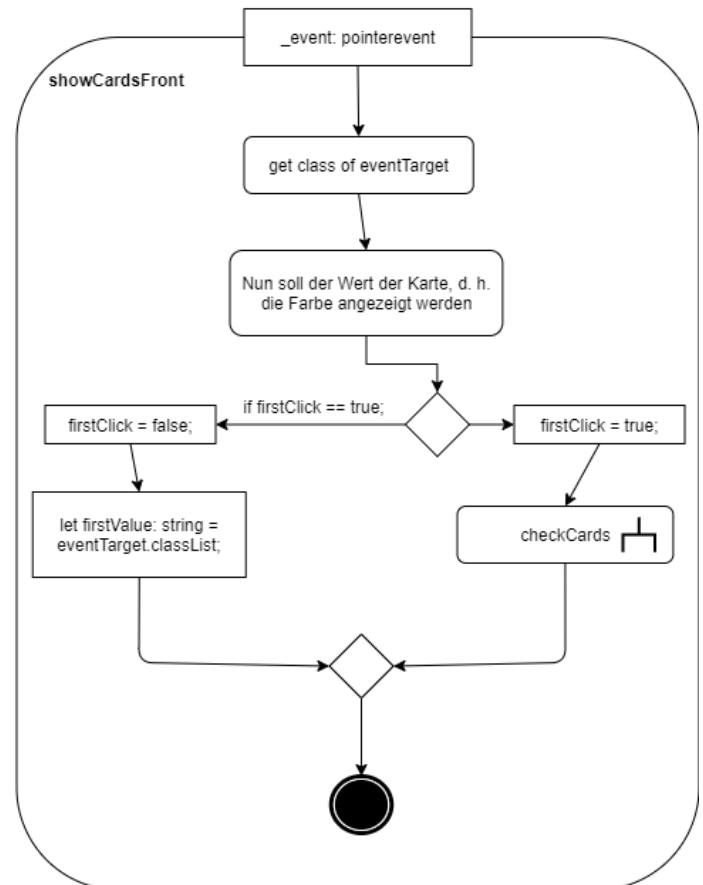 _event: pointerevent
showCardsFront
get class of eventTarget
Nun soll der Wert der Karte, d. h.
die Farbe angezeigt werden
if firstClick == true;
firstClick = false;
firstClick = true;
let firstValue: string =
eventTarget.classList;
checkCards